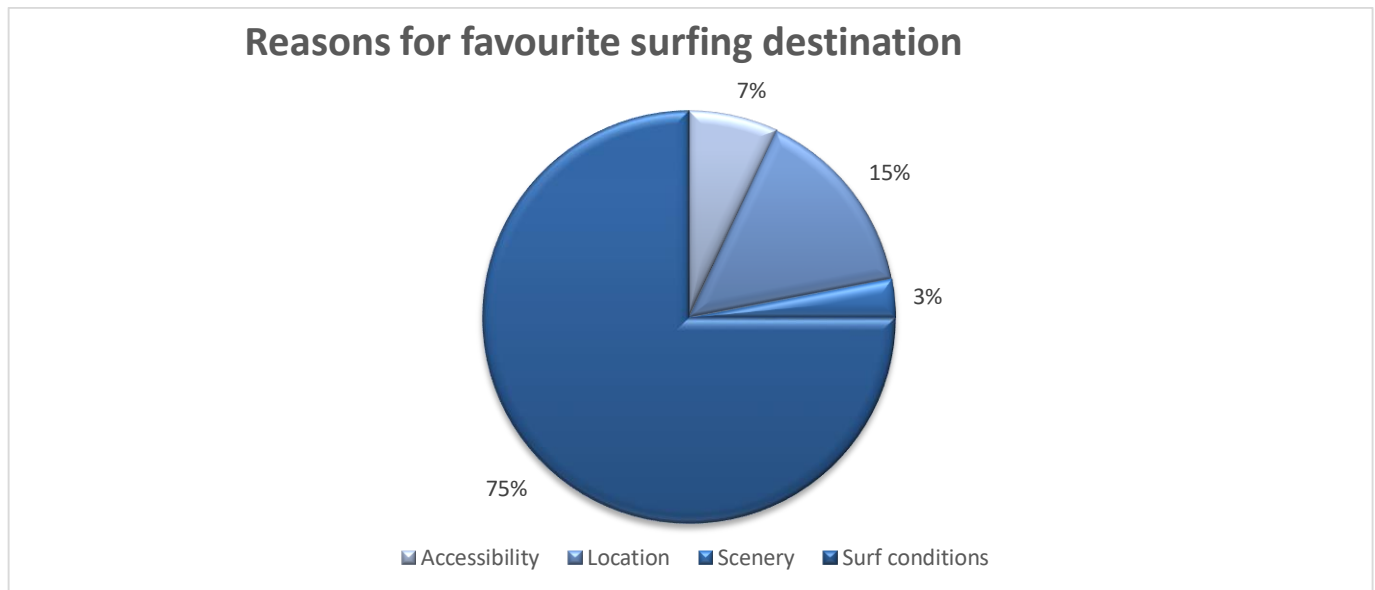 Reasons for favourite surfing destination
7%
15%
3%
75%
Accessibility Location Scenery Surf conditions